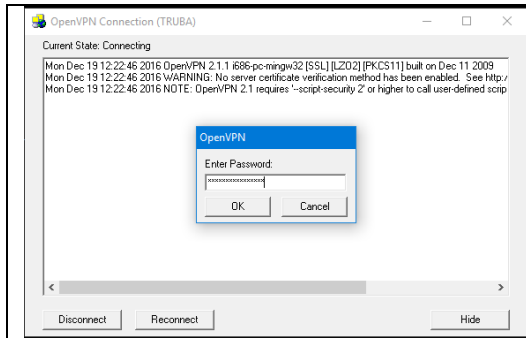 OpenVPN Connection (TRUBA)
Current State: Connecting
Mon Dec 19 12:22:46 2016 OpenVPN 2.1.1 i686-pc-mingw32 [SSL] [LZO2] [PKCS11] built on Dec 11 2009
Mon Dec 19 12:22:46 2016 WARNING: No server certificate verification method has been enabled. See http:/
Mon Dec 19 12:22:46 2016 NOTE: OpenVPN 2.1 requires '--script-security 2' or higher to call user-defined scrip
OpenVPN
Enter Password:
OK Cancel
Disconnect Reconnect Hide